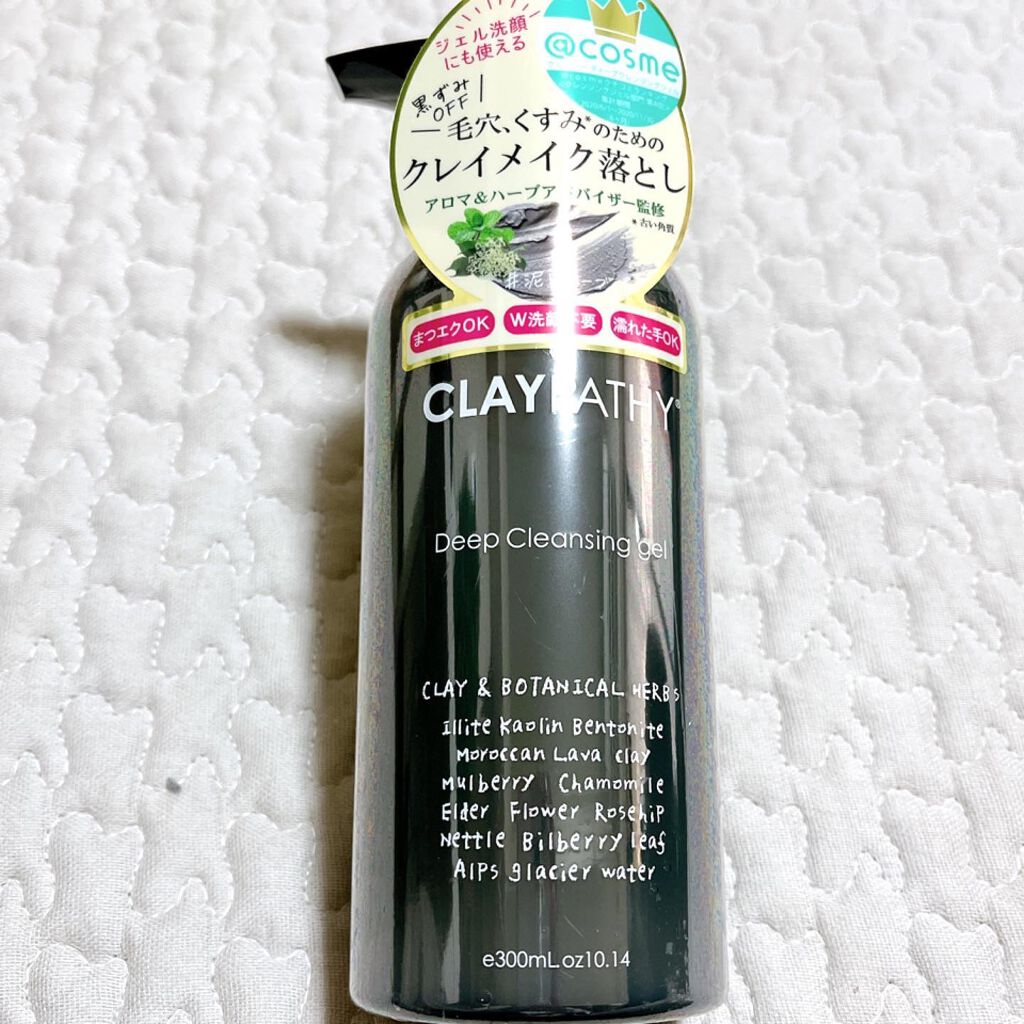 ジェル洗顔
にも使える
@cosme
黒ずみ
OFF
毛穴、くすみ*のための
クレイメイク落とし
アロマ&ハーブアドバイザー監修
*古い角質
まつエクOK
W洗顔不要
濡れた手OK
CLAYPATHY®
Deep Cleansing gel
CLAY & BOTANICAL HERBS
Illite Kaolin Bentonite
Moroccan Lava clay
Mulberry Chamomile
Elder Flower Rosehip
Nettle Bilberry leaf
Alps glacier water
e300mL.oz10.14